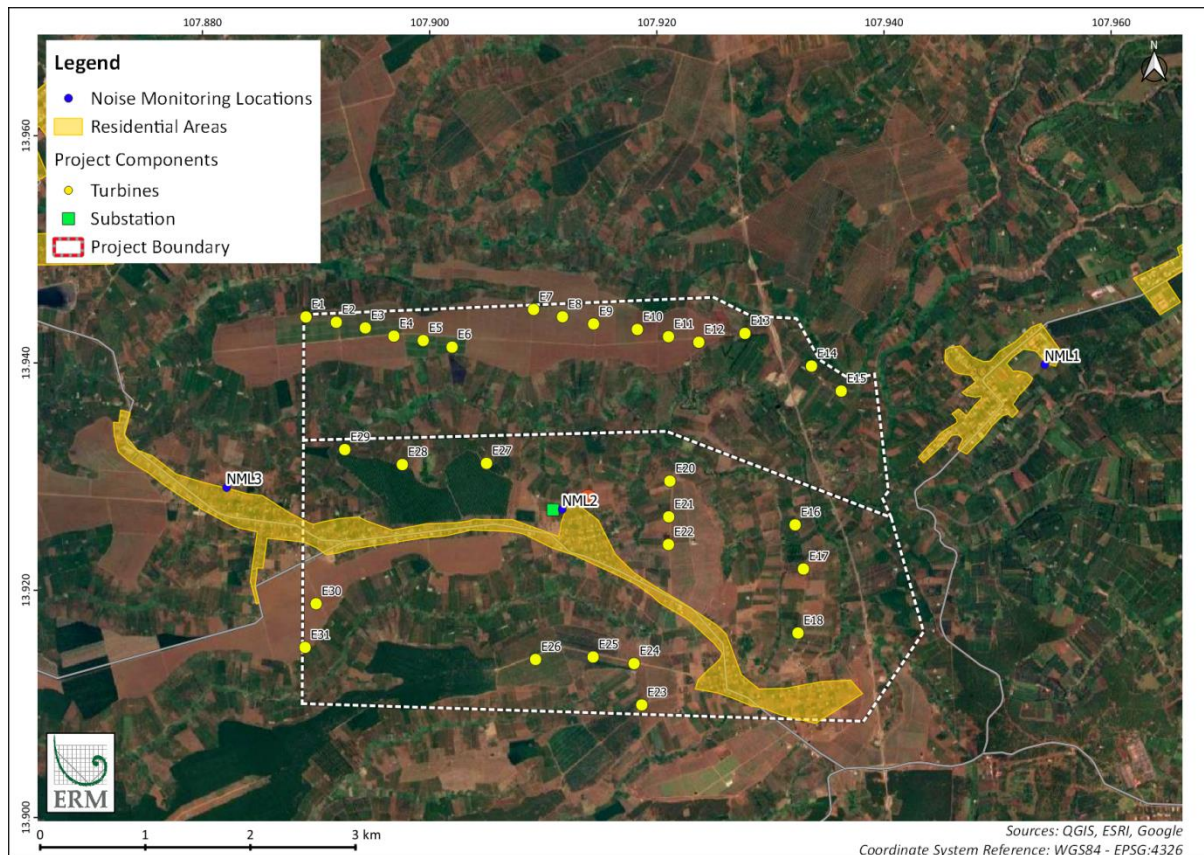 107.880
107.900
107.920
107.940
107.960
Legend
Noise Monitoring Locations
Residential Areas
Project Components
Turbines
Substation
Project Boundary
N
13.960
13.940
13.920
13.900
E1
E2
E3
E4
E5
E6
E7
E8
E9
E10
E11
E12
E13
E14
E15
NML1
E29
E28
E27
NML3
NML2
E20
E21
E22
E16
E17
E18
E30
E31
E26
E25
E24
E23
ERM
0 1 2 3 km
Sources: QGIS, ESRI, Google
Coordinate System Reference: WGS84 - EPSG:4326